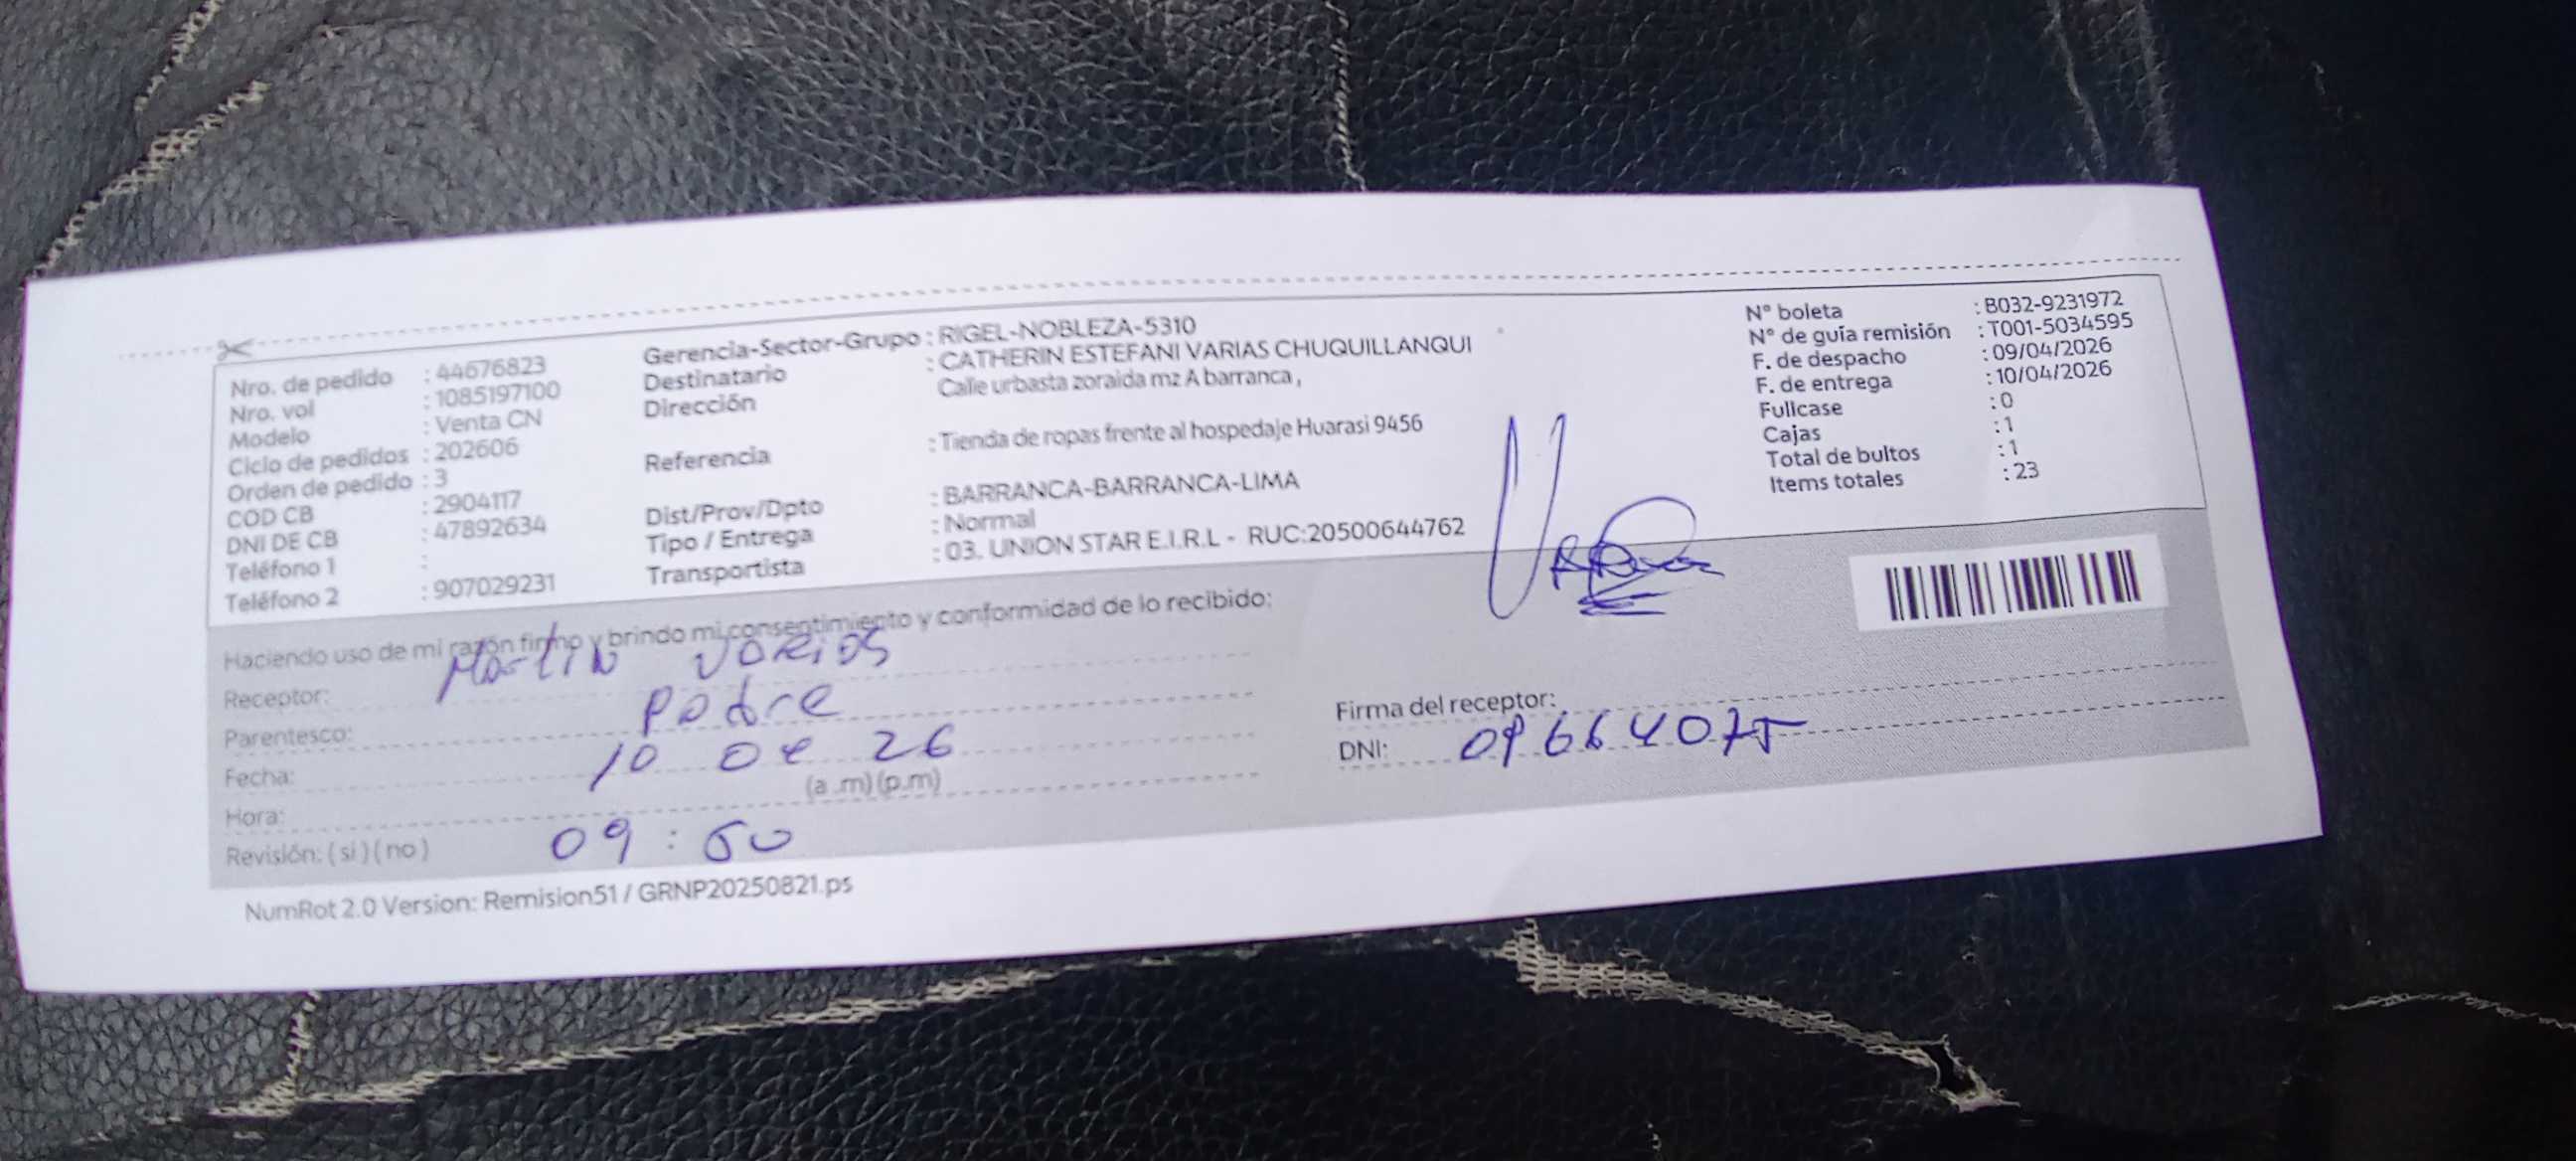 Nro. de pedido : 44676823
Nro. vol : 1085197100
Modelo : Venta CN
Ciclo de pedidos : 202606
Orden de pedido : 3
COD CB : 2904117
DNI DE CB : 47892634
Teléfono 1 :
Teléfono 2 : 907029231
Gerencia-Sector-Grupo : RIGEL-NOBLEZA-5310
Destinatario : CATHERIN ESTEFANI VARIAS CHUQUILLANQUI
Dirección Calle urbasta zoraida mz A barranca ,
Referencia : Tienda de ropas frente al hospedaje Huarasi 9456
Dist/Prov/Dpto : BARRANCA-BARRANCA-LIMA
Tipo / Entrega : Normal
Transportista : 03. UNION STAR E.I.R.L - RUC:20500644762
N° boleta : B032-9231972
N° de guía remisión : T001-5034595
F. de despacho : 09/04/2026
F. de entrega : 10/04/2026
Fullcase : 0
Cajas : 1
Total de bultos : 1
Items totales : 23
Haciendo uso de mi razón firmo y brindo mi consentimiento y conformidad de lo recibido:
Receptor: Martin Varias
Parentesco: Padre
Fecha: 10 04 26
Hora: (a .m) (p.m)
Revisión: ( si ) ( no ) 09 : 50
Firma del receptor:
DNI: 09664075
NumRot 2.0 Version: Remision51 / GRNP20250821.ps